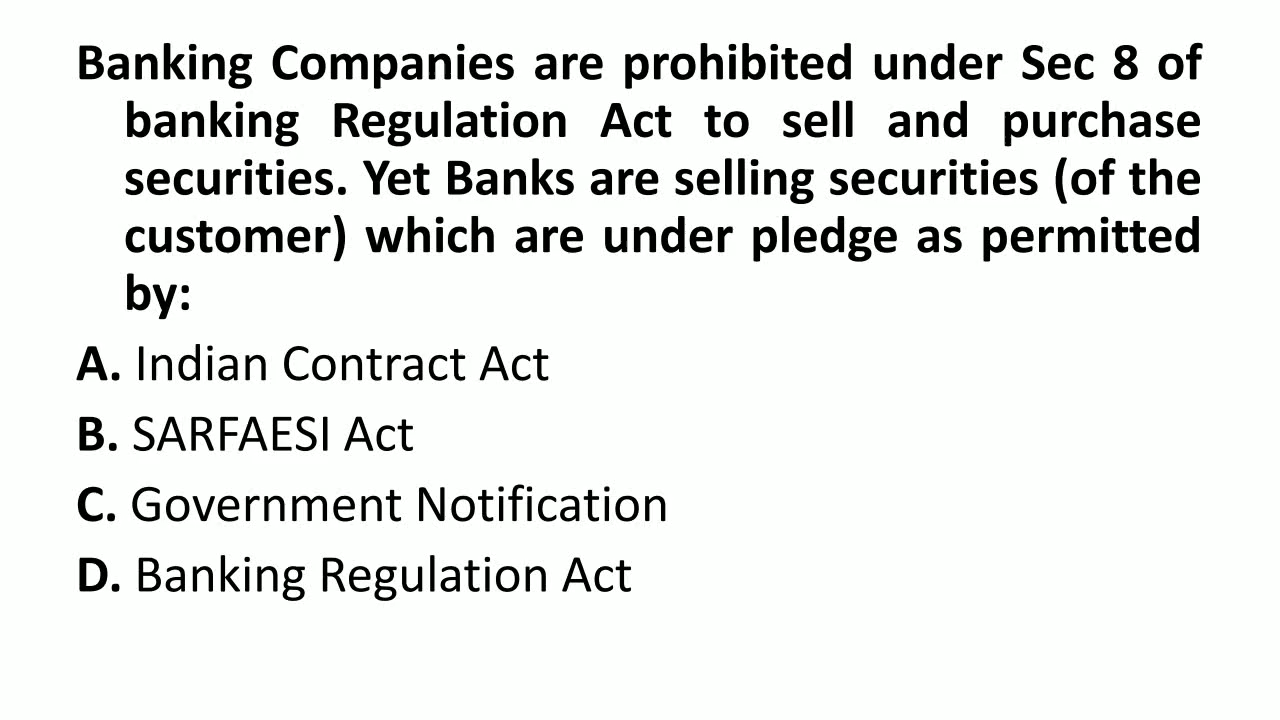 Banking Companies are prohibited under Sec 8 of
banking Regulation Act to sell and purchase
securities. Yet Banks are selling securities (of the
customer) which are under pledge as permitted
by:
A. Indian Contract Act
B. SARFAESI Act
C. Government Notification
D. Banking Regulation Act